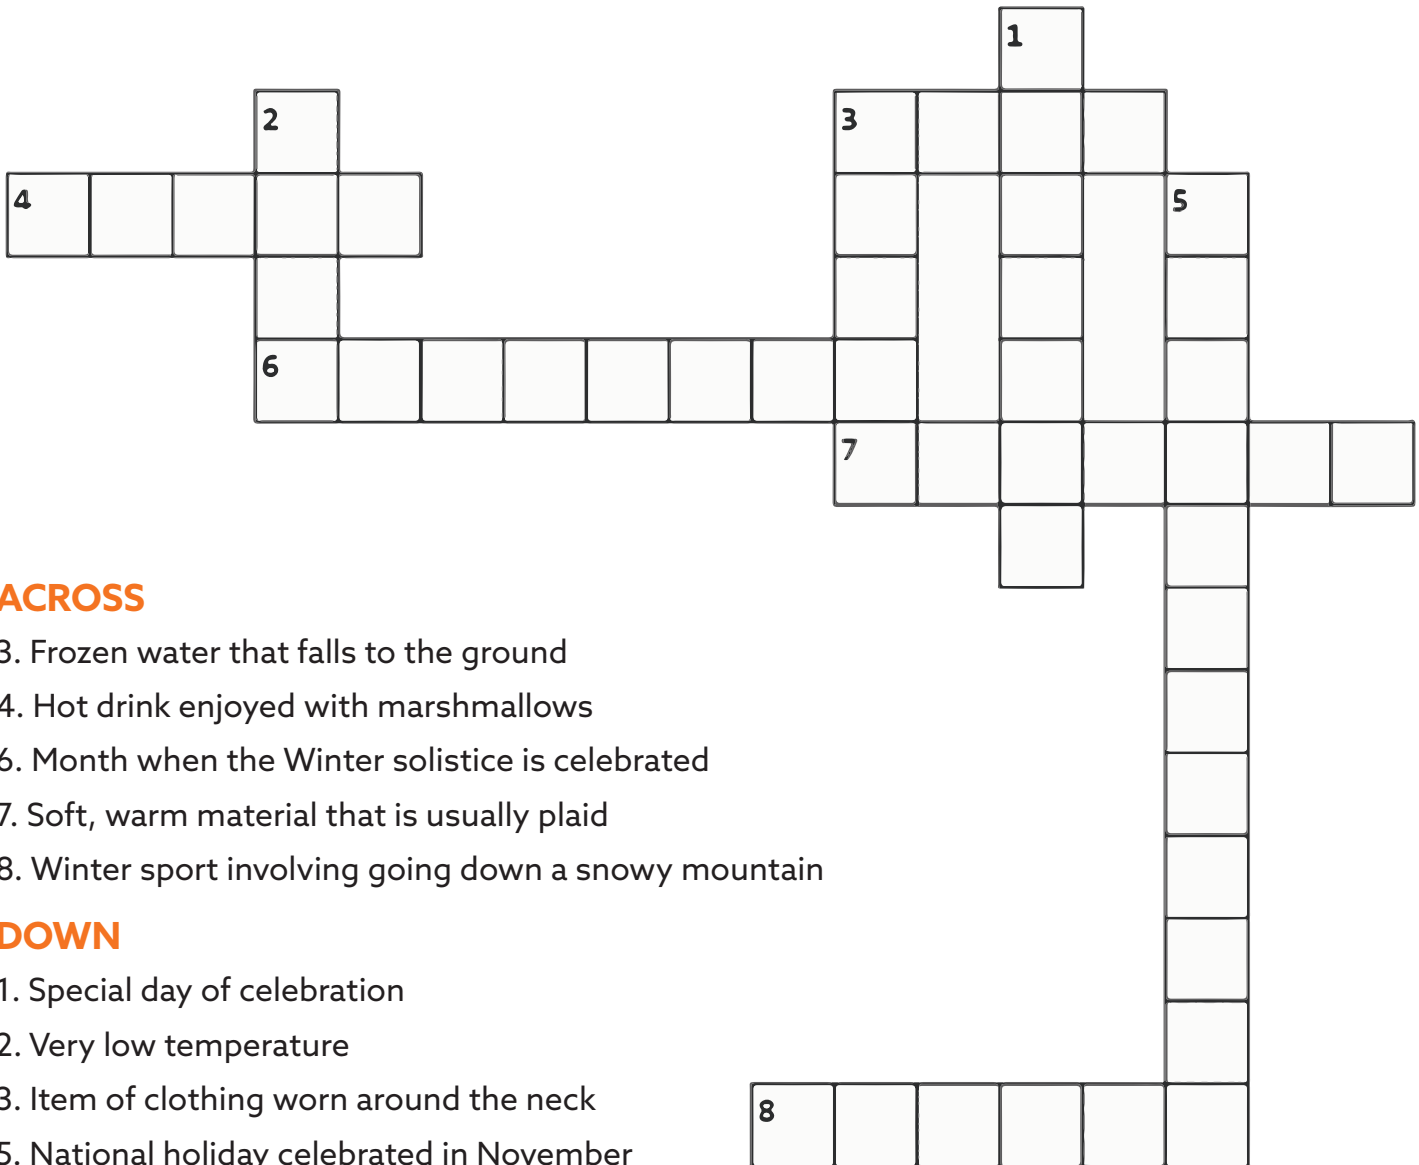 1
2
3
4
5
6
7
8
ACROSS
3. Frozen water that falls to the ground
4. Hot drink enjoyed with marshmallows
6. Month when the Winter solistice is celebrated
7. Soft, warm material that is usually plaid
8. Winter sport involving going down a snowy mountain
DOWN
1. Special day of celebration
2. Very low temperature
3. Item of clothing worn around the neck
5. National holiday celebrated in November